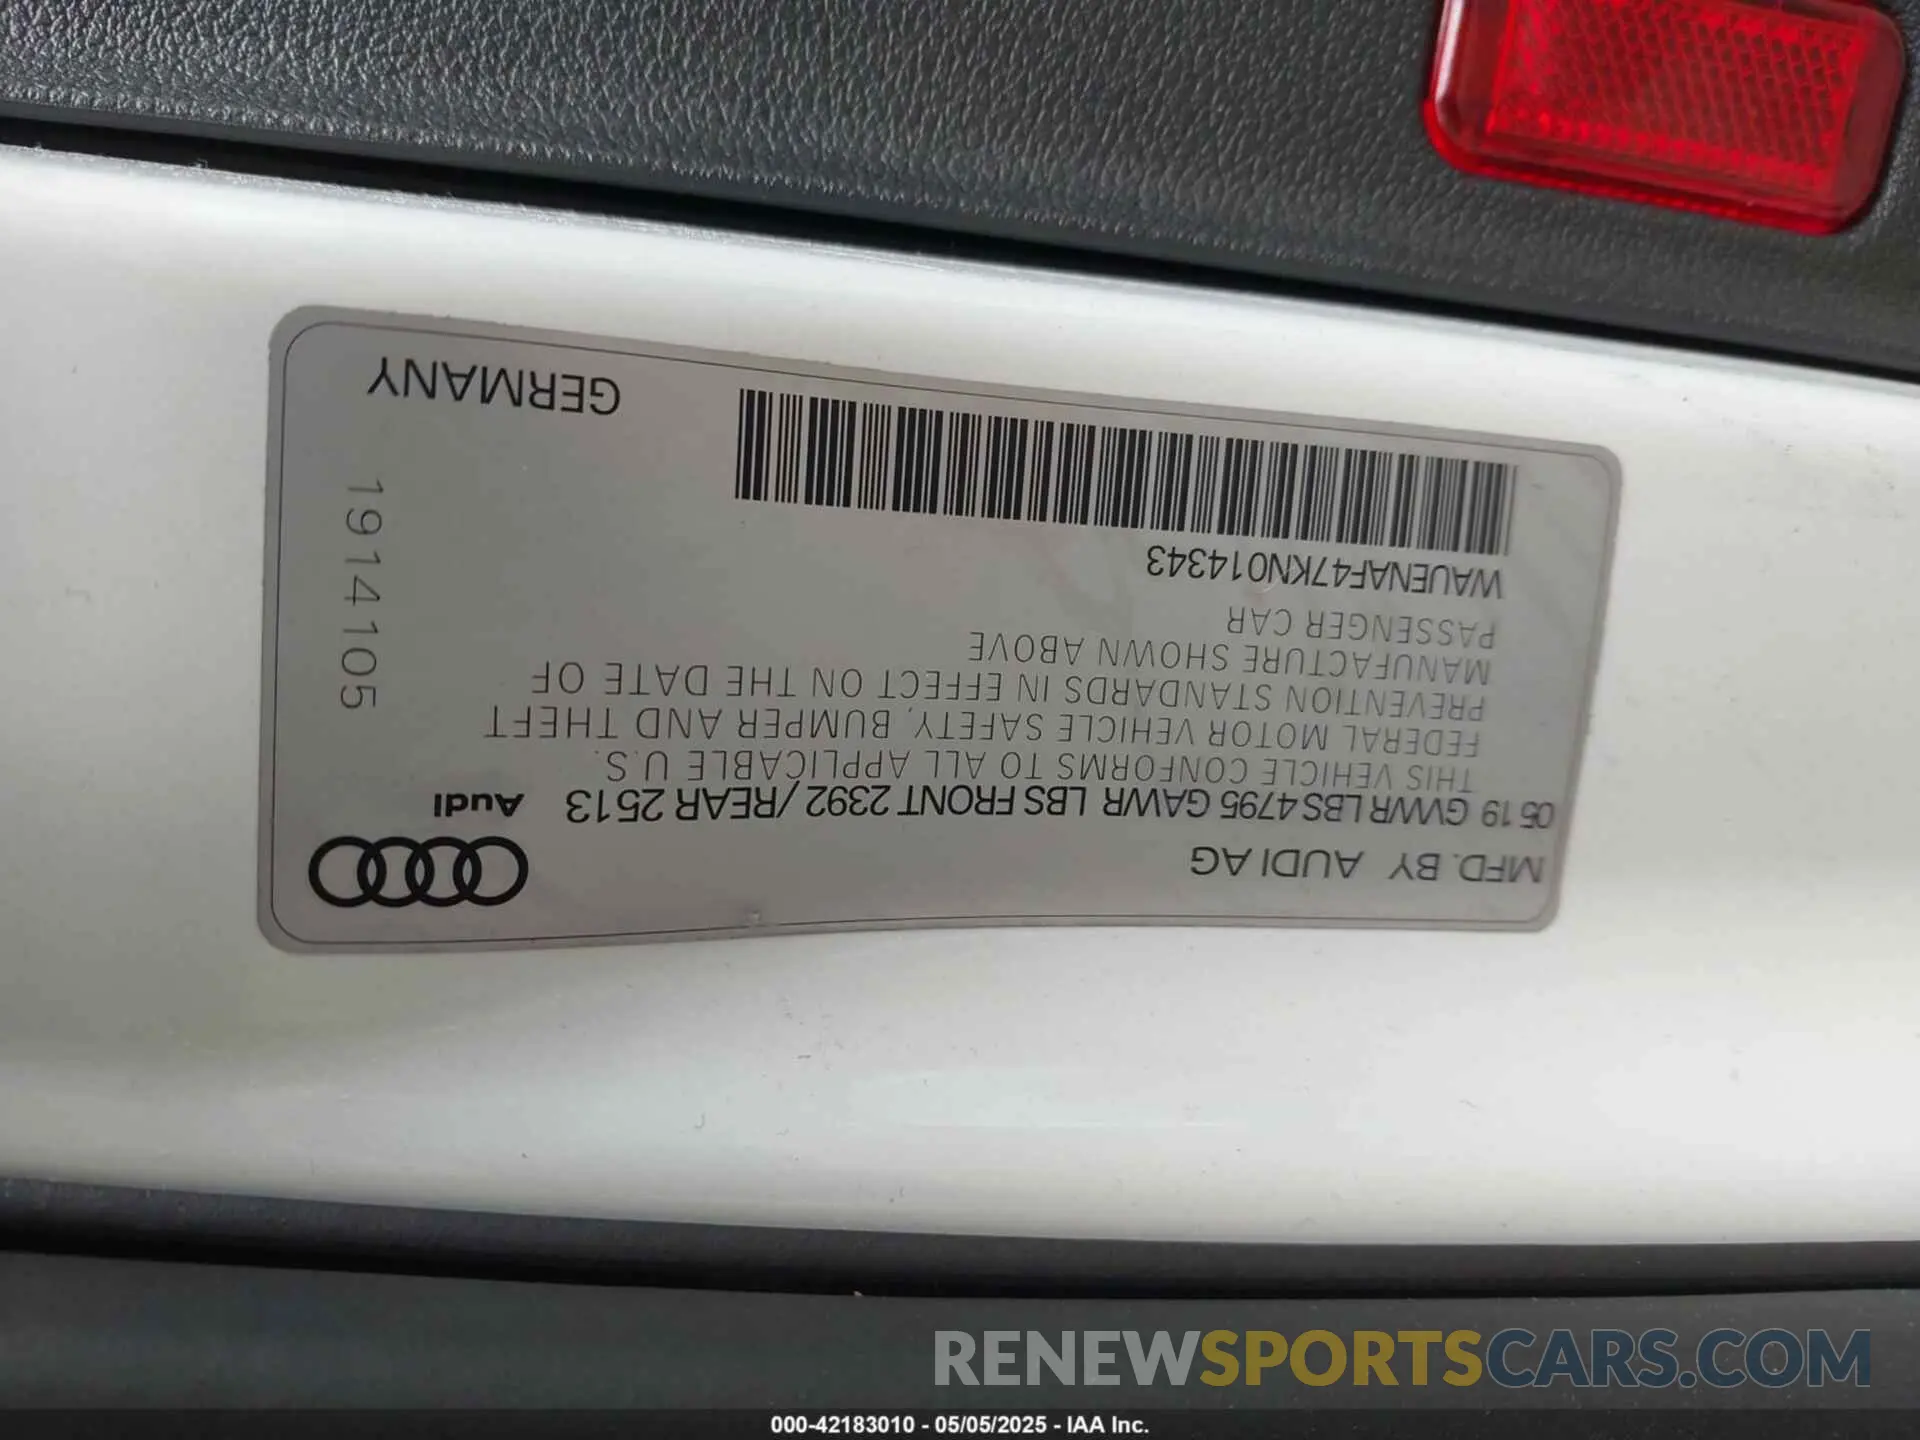 MFD. BY AUDI AG
05 19 GVWR LBS 4795 GAWR LBS FRONT 2392 / REAR 2513
THIS VEHICLE CONFORMS TO ALL APPLICABLE U.S.
FEDERAL MOTOR VEHICLE SAFETY, BUMPER AND THEFT
PREVENTION STANDARDS IN EFFECT ON THE DATE OF
MANUFACTURE SHOWN ABOVE
PASSENGER CAR
WAUENAF47KN014343
Audi
1914105
GERMANY
RENEWSPORTSCARS.COM
000-42183010 - 05/05/2025 - IAA Inc.